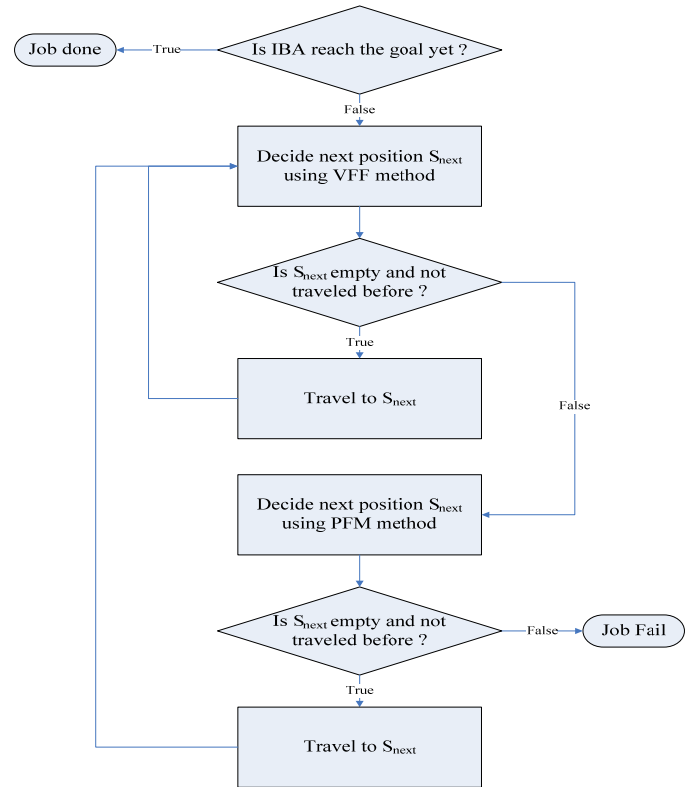 Job done
True
Is IBA reach the goal yet ?
False
Decide next position Snext
using VFF method
Is Snext empty and not
traveled before ?
True
False
Travel to Snext
Decide next position Snext
using PFM method
Is Snext empty and not
traveled before ?
False
Job Fail
True
Travel to Snext